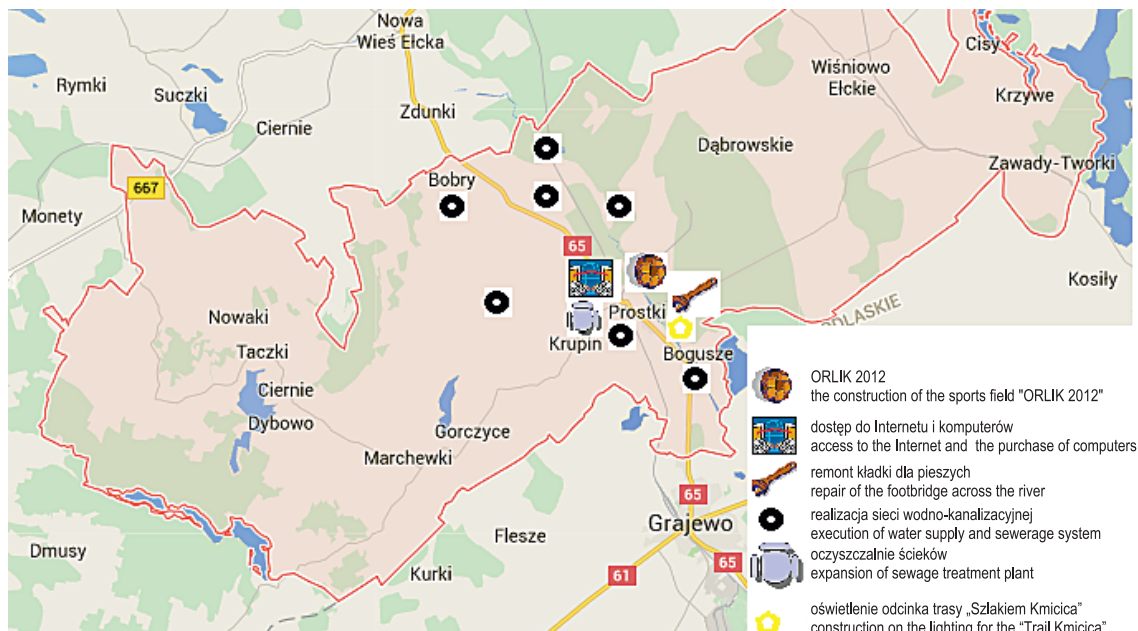 Nowa
Wieś Ełcka
Cisy
Rymki
Suczki
Wiśniowo
Ełckie
Krzywe
Zdunki
Ciernie
Dąbrowskie
Zawady-Tworki
Bobry
667
Monety
65
Kosiły
PODLASKIE
Nowaki
Prostki
Krupin
Taczki
Bogusze
Ciernie
Dybowo
Gorczyce
Marchewki
65
Grajewo
Flesze
Dmusy
Kurki
61
65
ORLIK 2012
the construction of the sports field "ORLIK 2012"
dostęp do Internetu i komputerów
access to the Internet and the purchase of computers
remont kładki dla pieszych
repair of the footbridge across the river
realizacja sieci wodno-kanalizacyjnej
execution of water supply and sewerage system
oczyszczalnie ścieków
expansion of sewage treatment plant
oświetlenie odcinka trasy „Szlakiem Kmicica"
construction on the lighting for the “Trail Kmicica"